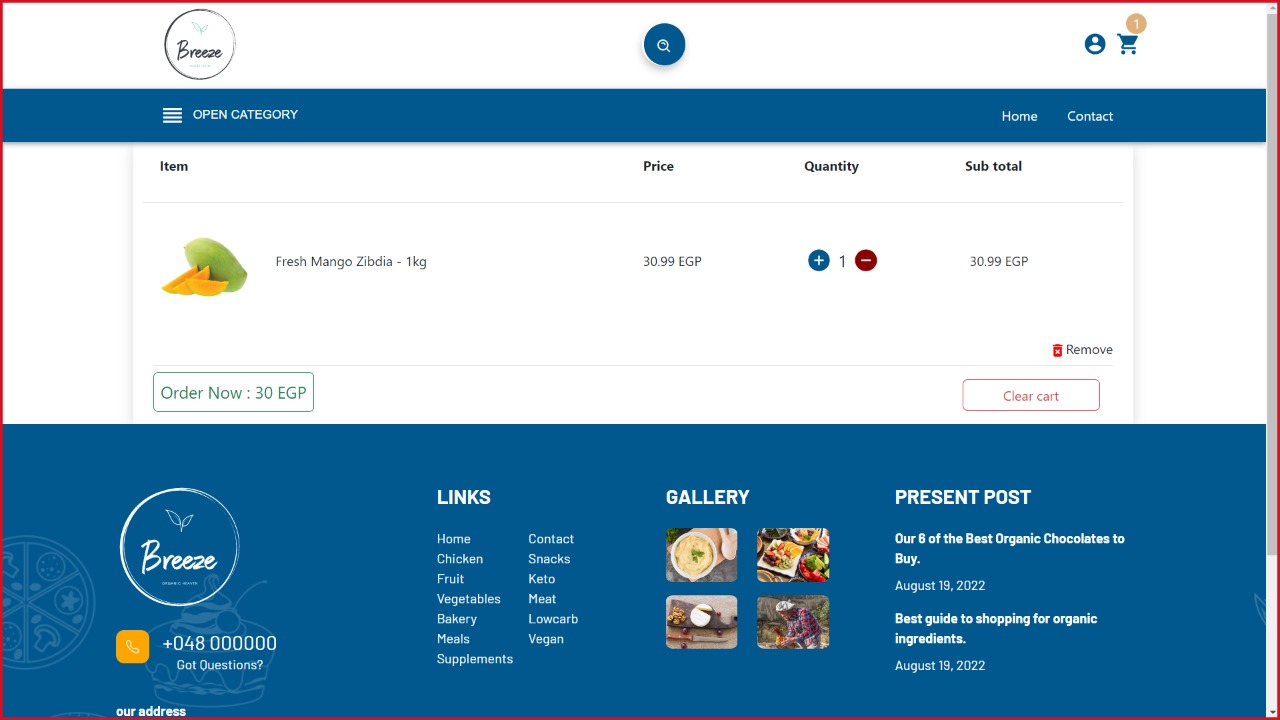 Breeze
1
OPEN CATEGORY
Home
Contact
Item
Price
Quantity
Sub total
Fresh Mango Zibdia - 1kg
30.99 EGP
1
30.99 EGP
Remove
Order Now : 30 EGP
Clear cart
Breeze
ORGANIC HEALTH
+048 000000
Got Questions?
our address
LINKS
Home
Chicken
Fruit
Vegetables
Bakery
Meals
Supplements
Contact
Snacks
Keto
Meat
Lowcarb
Vegan
GALLERY
PRESENT POST
Our 6 of the Best Organic Chocolates to
Buy.
August 19, 2022
Best guide to shopping for organic
ingredients.
August 19, 2022